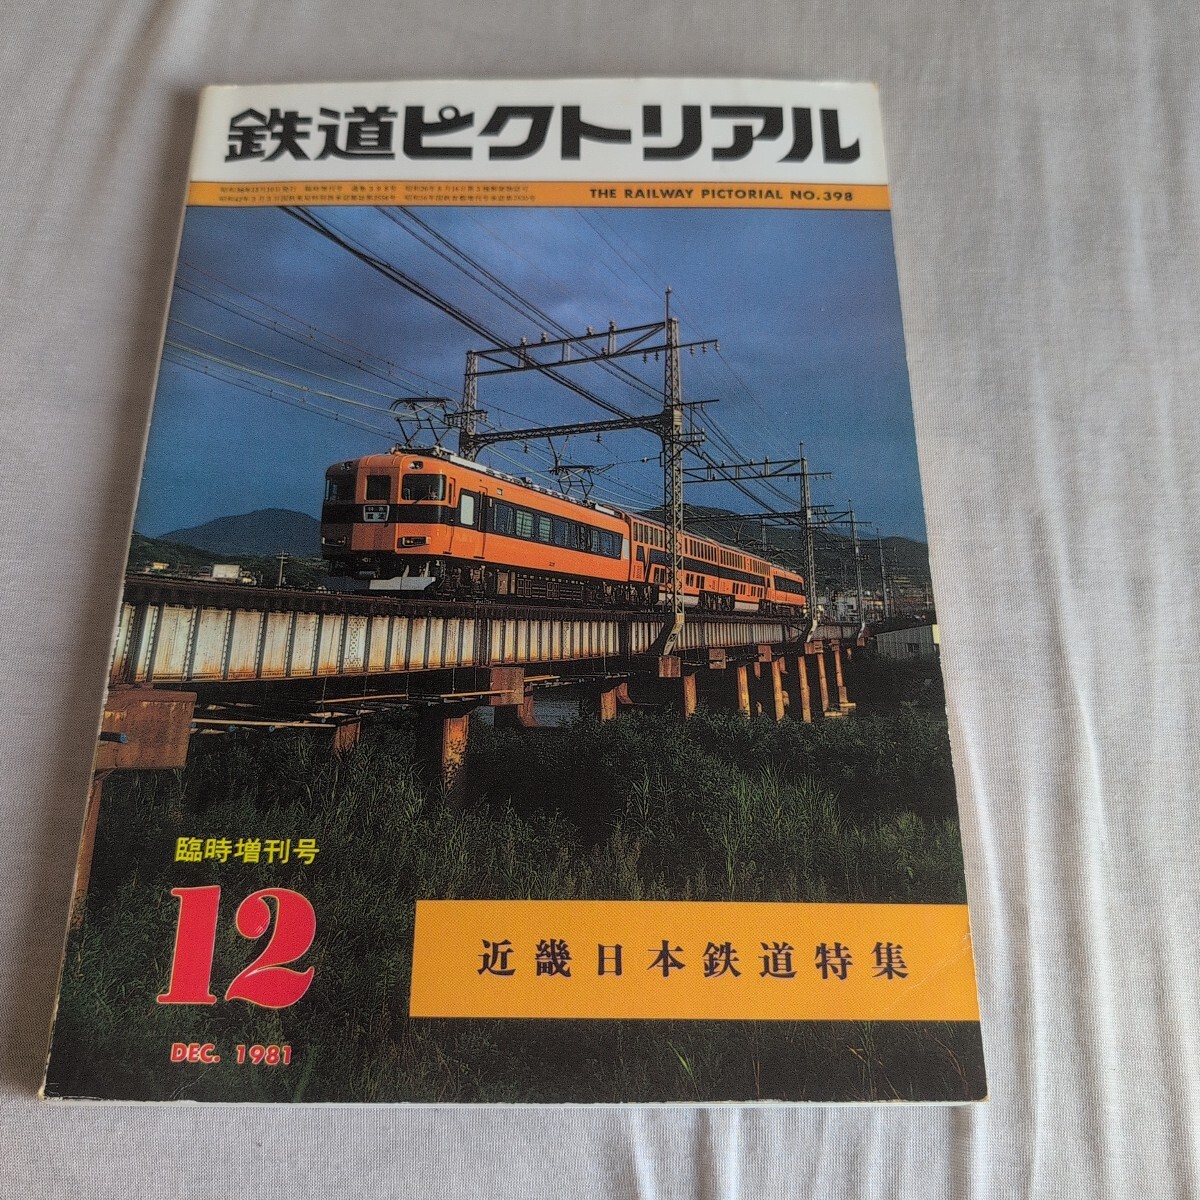 鉄道ピクトリアル
THE RAILWAY PICTORIAL NO.398
臨時増刊号
12
DEC. 1981
近畿日本鉄道特集